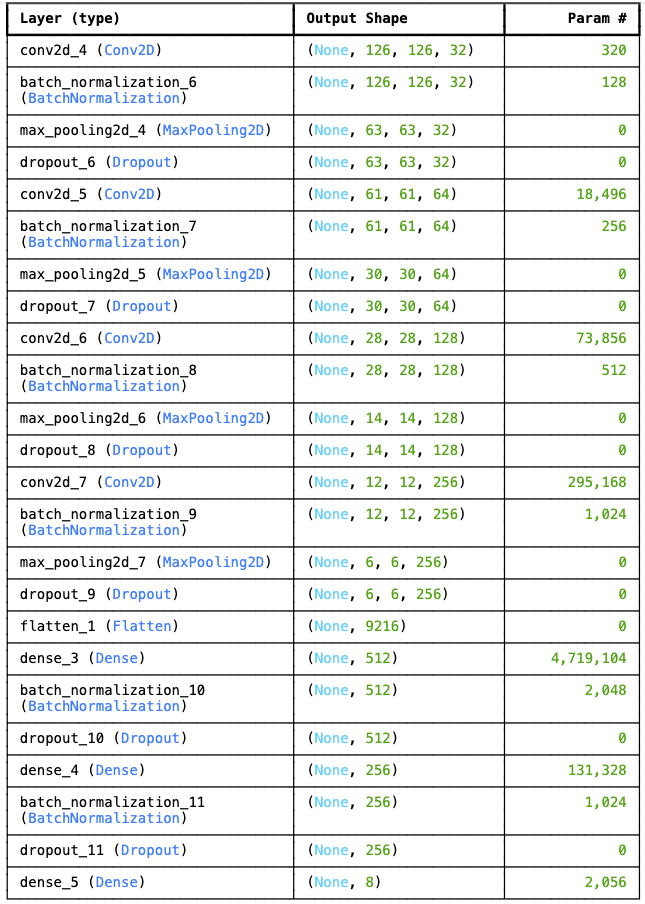 Layer (type) Output Shape Param #
conv2d_4 (Conv2D) (None, 126, 126, 32) 320
batch_normalization_6 (None, 126, 126, 32) 128
(BatchNormalization)
max_pooling2d_4 (MaxPooling2D) (None, 63, 63, 32) 0
dropout_6 (Dropout) (None, 63, 63, 32) 0
conv2d_5 (Conv2D) (None, 61, 61, 64) 18,496
batch_normalization_7 (None, 61, 61, 64) 256
(BatchNormalization)
max_pooling2d_5 (MaxPooling2D) (None, 30, 30, 64) 0
dropout_7 (Dropout) (None, 30, 30, 64) 0
conv2d_6 (Conv2D) (None, 28, 28, 128) 73,856
batch_normalization_8 (None, 28, 28, 128) 512
(BatchNormalization)
max_pooling2d_6 (MaxPooling2D) (None, 14, 14, 128) 0
dropout_8 (Dropout) (None, 14, 14, 128) 0
conv2d_7 (Conv2D) (None, 12, 12, 256) 295,168
batch_normalization_9 (None, 12, 12, 256) 1,024
(BatchNormalization)
max_pooling2d_7 (MaxPooling2D) (None, 6, 6, 256) 0
dropout_9 (Dropout) (None, 6, 6, 256) 0
flatten_1 (Flatten) (None, 9216) 0
dense_3 (Dense) (None, 512) 4,719,104
batch_normalization_10 (None, 512) 2,048
(BatchNormalization)
dropout_10 (Dropout) (None, 512) 0
dense_4 (Dense) (None, 256) 131,328
batch_normalization_11 (None, 256) 1,024
(BatchNormalization)
dropout_11 (Dropout) (None, 256) 0
dense_5 (Dense) (None, 8) 2,056